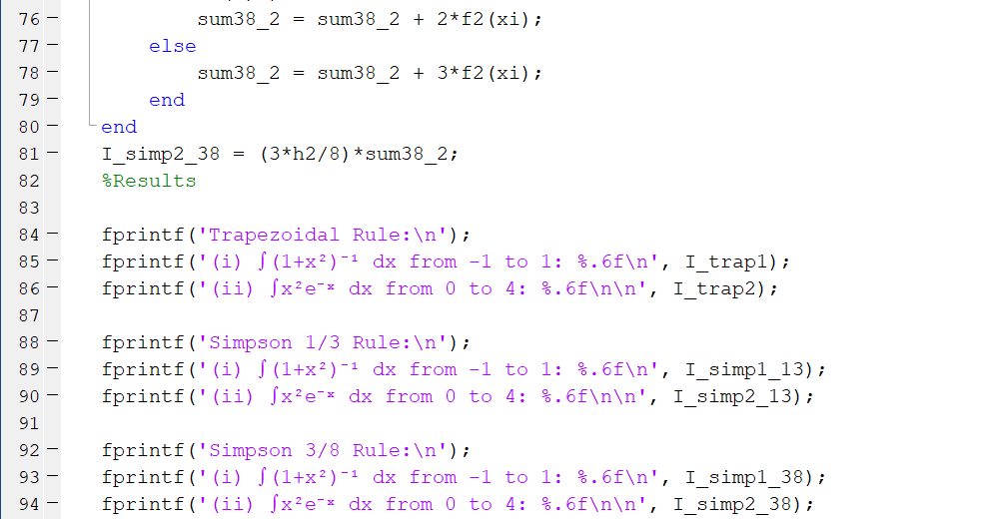 76 sum38_2 = sum38_2 + 2*f2(xi);
77 else
78 sum38_2 = sum38_2 + 3*f2(xi);
79 end
80 end
81 I_simp2_38 = (3*h2/8)*sum38_2;
82 %Results
83
84 fprintf('Trapezoidal Rule:\n');
85 fprintf('(i) ∫(1+x²)⁻¹ dx from -1 to 1: %.6f\n', I_trap1);
86 fprintf('(ii) ∫x²e⁻ˣ dx from 0 to 4: %.6f\n\n', I_trap2);
87
88 fprintf('Simpson 1/3 Rule:\n');
89 fprintf('(i) ∫(1+x²)⁻¹ dx from -1 to 1: %.6f\n', I_simp1_13);
90 fprintf('(ii) ∫x²e⁻ˣ dx from 0 to 4: %.6f\n\n', I_simp2_13);
91
92 fprintf('Simpson 3/8 Rule:\n');
93 fprintf('(i) ∫(1+x²)⁻¹ dx from -1 to 1: %.6f\n', I_simp1_38);
94 fprintf('(ii) ∫x²e⁻ˣ dx from 0 to 4: %.6f\n\n', I_simp2_38);